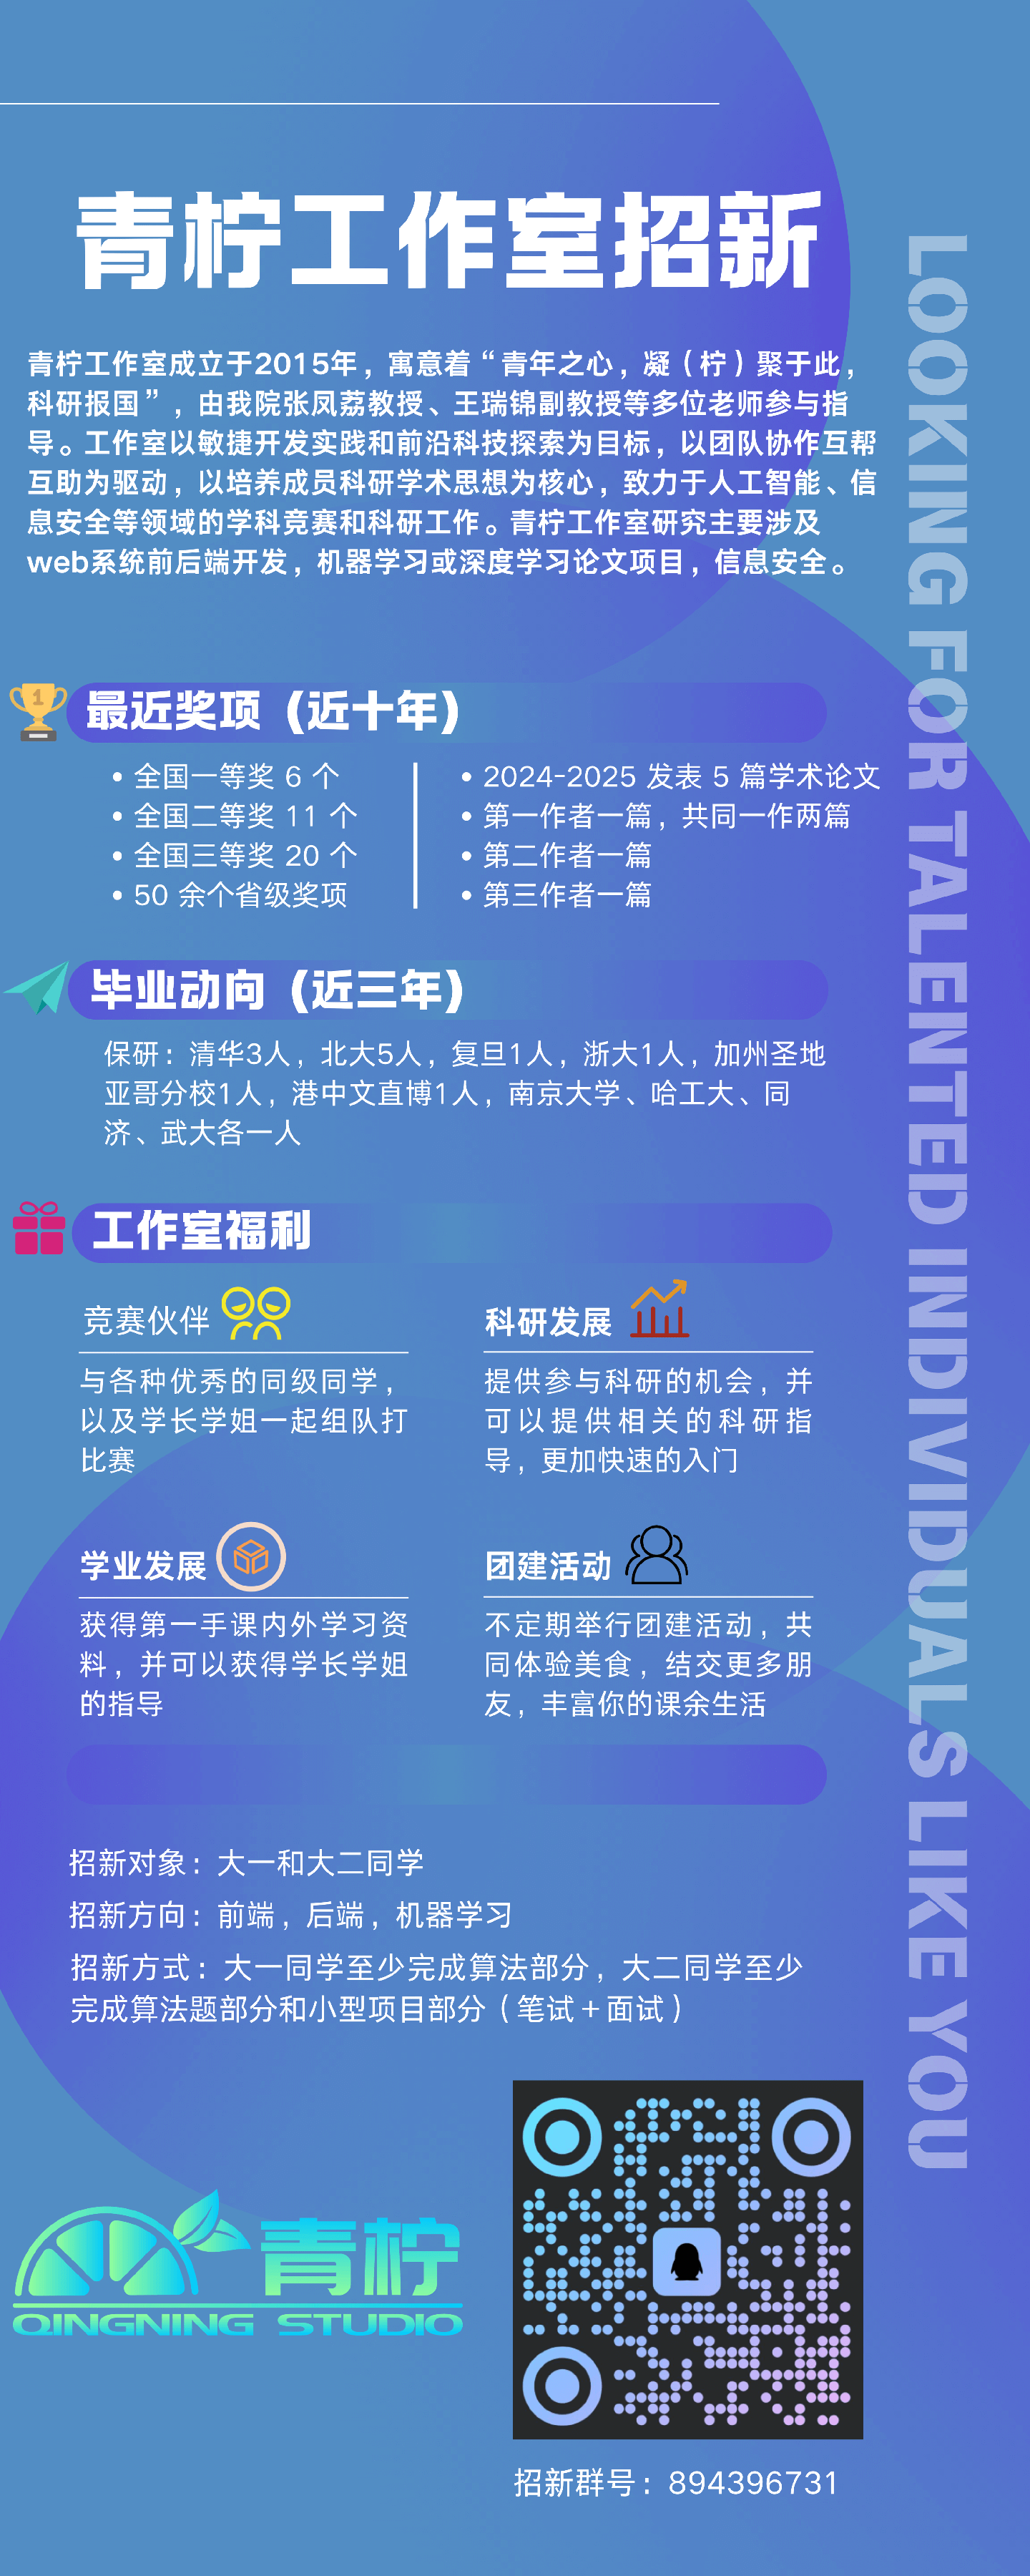 青柠工作室招新
青柠工作室成立于2015年，寓意着“青年之心，凝（柠）聚于此，
科研报国”，由我院张凤荔教授、王瑞锦副教授等多位老师参与指
导。工作室以敏捷开发实践和前沿科技探索为目标，以团队协作互帮
互助为驱动，以培养成员科研学术思想为核心，致力于人工智能、信
息安全等领域的学科竞赛和科研工作。青柠工作室研究主要涉及
web系统前后端开发，机器学习或深度学习论文项目，信息安全。
LOOKING FOR TALENTED INDIVIDUALS LIKE YOU
1
最近奖项（近十年）
• 全国一等奖 6 个
• 全国二等奖 11 个
• 全国三等奖 20 个
• 50 余个省级奖项
• 2024-2025 发表 5 篇学术论文
• 第一作者一篇，共同一作两篇
• 第二作者一篇
• 第三作者一篇
毕业动向（近三年）
保研：清华3人，北大5人，复旦1人，浙大1人，加州圣地
亚哥分校1人，港中文直博1人，南京大学、哈工大、同
济、武大各一人
工作室福利
竞赛伙伴
与各种优秀的同级同学，
以及学长学姐一起组队打
比赛
科研发展
提供参与科研的机会，并
可以提供相关的科研指
导，更加快速的入门
学业发展
获得第一手课内外学习资
料，并可以获得学长学姐
的指导
团建活动
不定期举行团建活动，共
同体验美食，结交更多朋
友，丰富你的课余生活
招新对象：大一和大二同学
招新方向：前端，后端，机器学习
招新方式：大一同学至少完成算法部分，大二同学至少
完成算法题部分和小型项目部分（笔试＋面试）
青柠
QINGNING STUDIO
招新群号：894396731